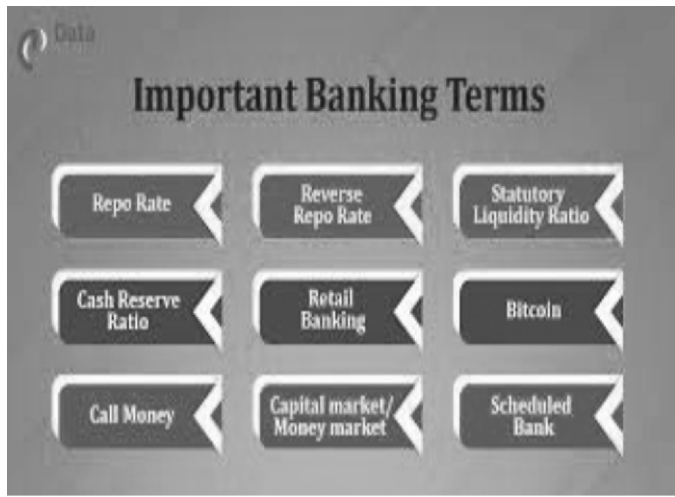 Data
Important Banking Terms
Repo Rate
Reverse
Repo Rate
Statutory
Liquidity Ratio
Cash Reserve
Ratio
Retail
Banking
Bitcoin
Call Money
Capital market/
Money market
Scheduled
Bank